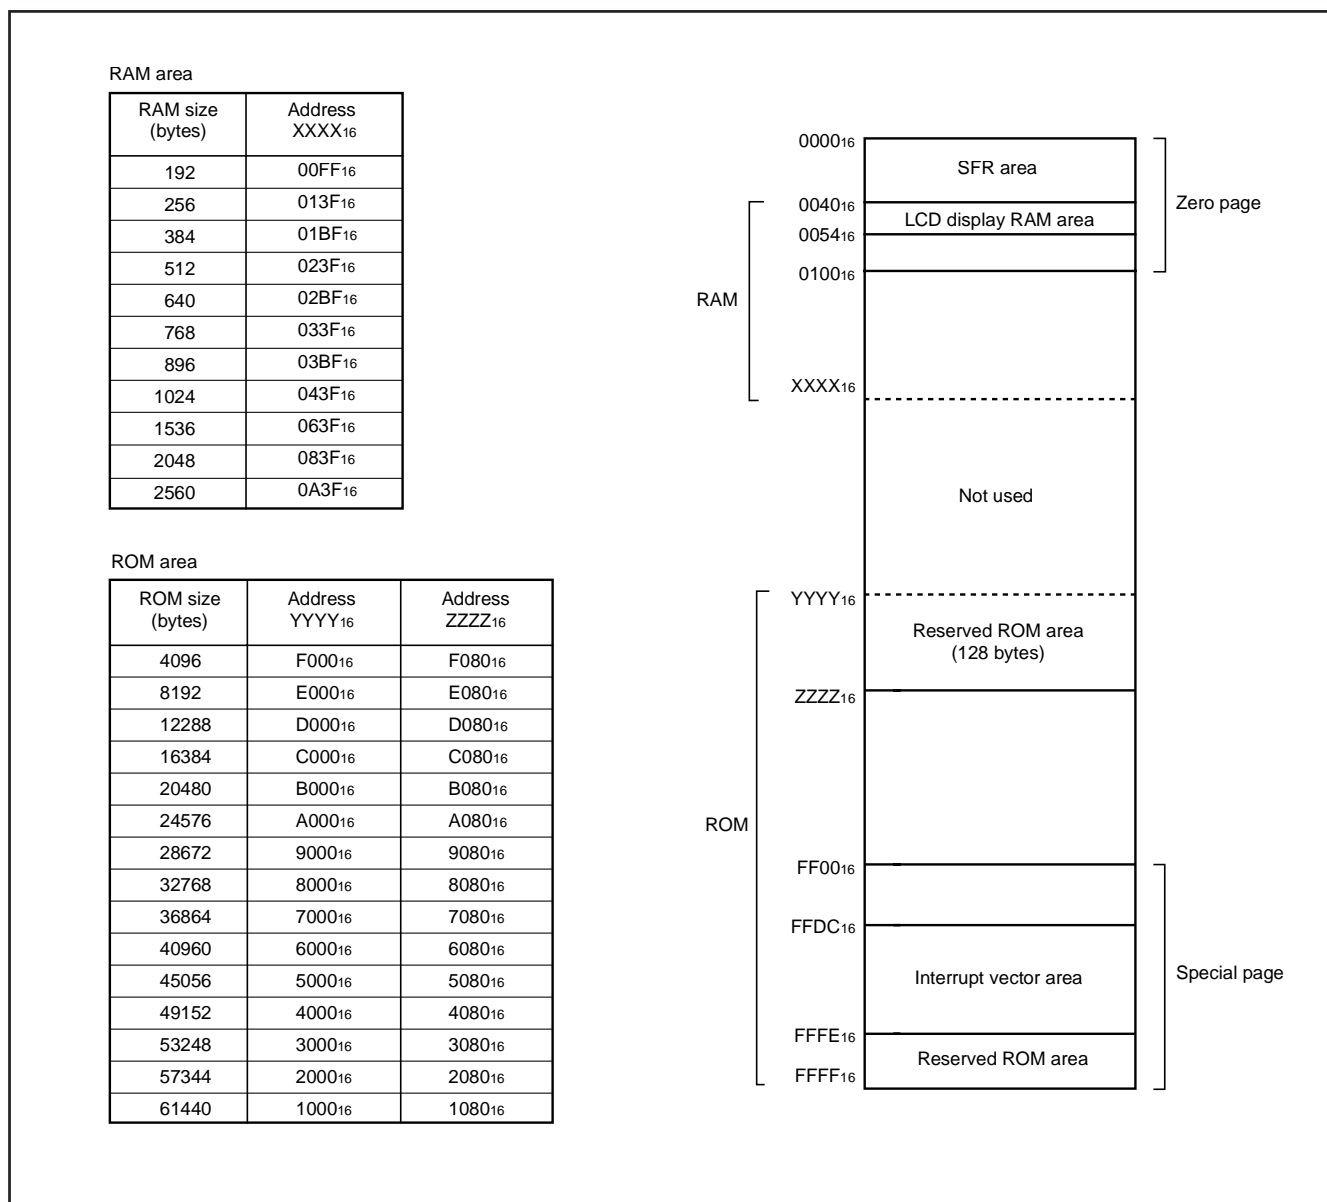 RAM area
RAM size (bytes) Address XXXX16
192 00FF16
256 013F16
384 01BF16
512 023F16
640 02BF16
768 033F16
896 03BF16
1024 043F16
1536 063F16
2048 083F16
2560 0A3F16
ROM area
ROM size (bytes) Address YYYY16 Address ZZZZ16
4096 F00016 F08016
8192 E00016 E08016
12288 D00016 D08016
16384 C00016 C08016
20480 B00016 B08016
24576 A00016 A08016
28672 900016 908016
32768 800016 808016
36864 700016 708016
40960 600016 608016
45056 500016 508016
49152 400016 408016
53248 300016 308016
57344 200016 208016
61440 100016 108016
000016
SFR area
Zero page
004016
LCD display RAM area
005416
010016
RAM
XXXX16
Not used
YYYY16
Reserved ROM area
(128 bytes)
ZZZZ16
ROM
FF0016
FFDC16
Interrupt vector area
Special page
FFFE16
Reserved ROM area
FFFF16